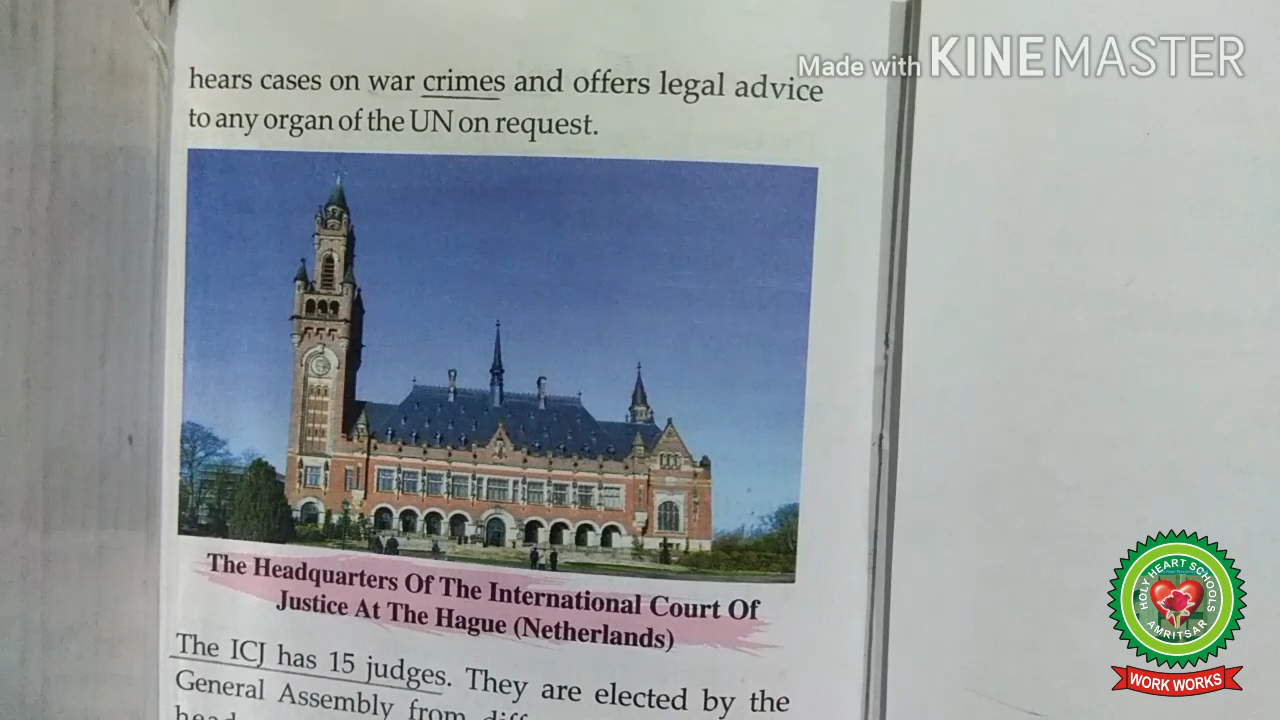 Made with KINEMASTER
hears cases on war crimes and offers legal advice
to any organ of the UN on request.
The Headquarters Of The International Court Of
Justice At The Hague (Netherlands)
The ICJ has 15 judges. They are elected by the
General Assembly from
HOLY HEART SCHOOLS
AMRITSAR
WORK WORKS